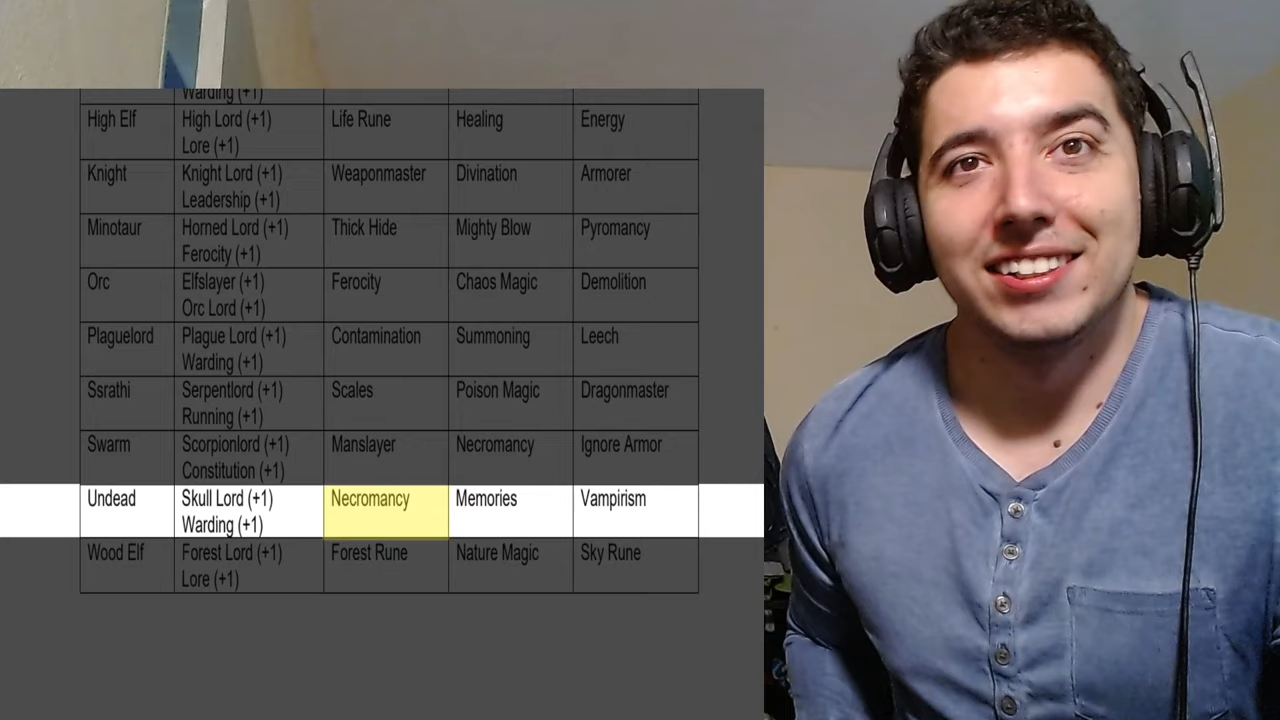 Warding (+1)
High Elf High Lord (+1) Life Rune Healing Energy
Lore (+1)
Knight Knight Lord (+1) Weaponmaster Divination Armorer
Leadership (+1)
Minotaur Horned Lord (+1) Thick Hide Mighty Blow Pyromancy
Ferocity (+1)
Orc Elfslayer (+1) Ferocity Chaos Magic Demolition
Orc Lord (+1)
Plaguelord Plague Lord (+1) Contamination Summoning Leech
Warding (+1)
Ssrathi Serpentlord (+1) Scales Poison Magic Dragonmaster
Running (+1)
Swarm Scorpionlord (+1) Manslayer Necromancy Ignore Armor
Constitution (+1)
Undead Skull Lord (+1) Necromancy Memories Vampirism
Warding (+1)
Wood Elf Forest Lord (+1) Forest Rune Nature Magic Sky Rune
Lore (+1)